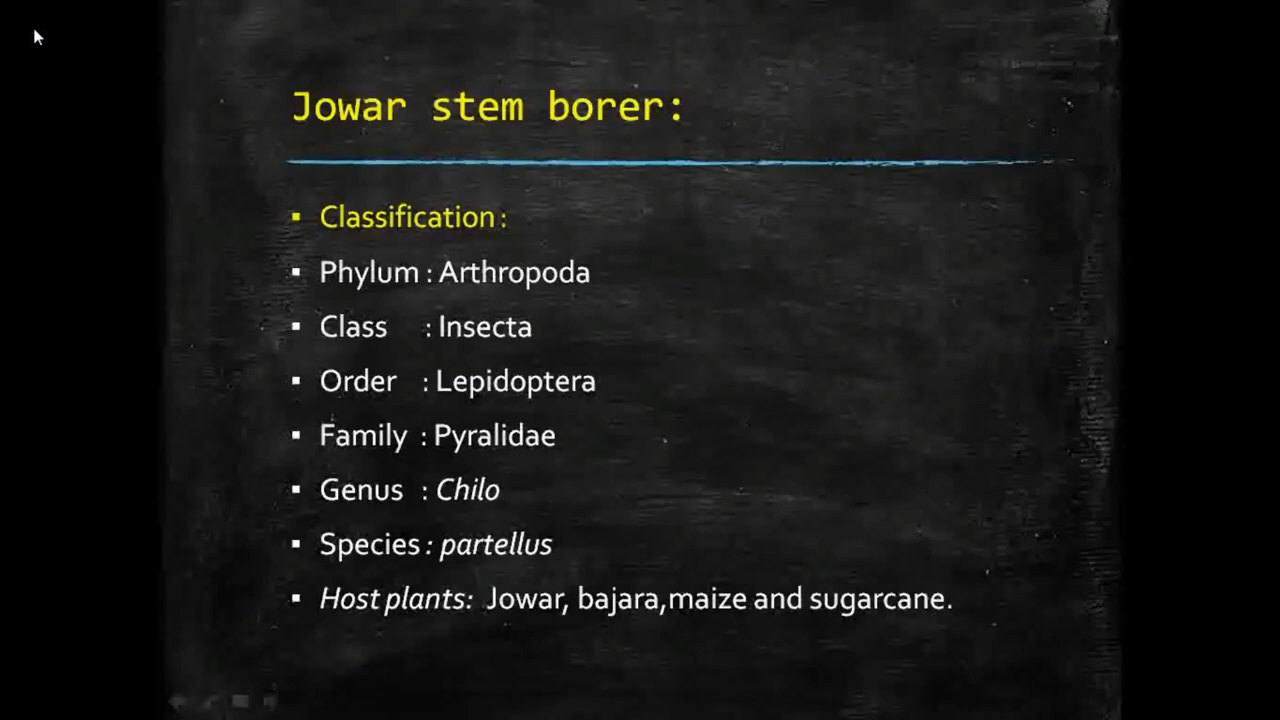 Jowar stem borer:
▪ Classification :
▪ Phylum : Arthropoda
▪ Class : Insecta
▪ Order : Lepidoptera
▪ Family : Pyralidae
▪ Genus : Chilo
▪ Species : partellus
▪ Host plants: Jowar, bajara,maize and sugarcane.